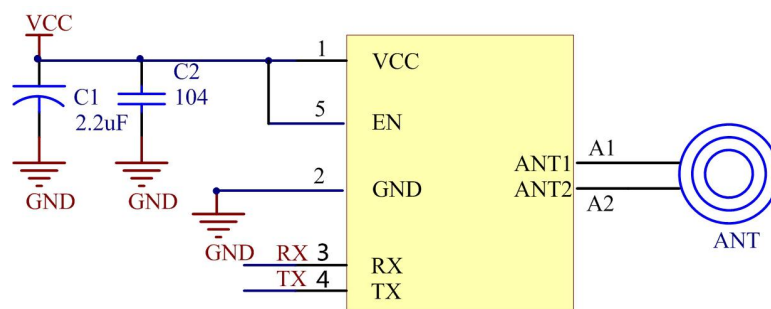 VCC
1
VCC
C1
2.2uF
C2
104
5
EN
GND
GND
2
GND
GND
RX 3
RX
TX 4
TX
ANT1
A1
ANT2
A2
ANT